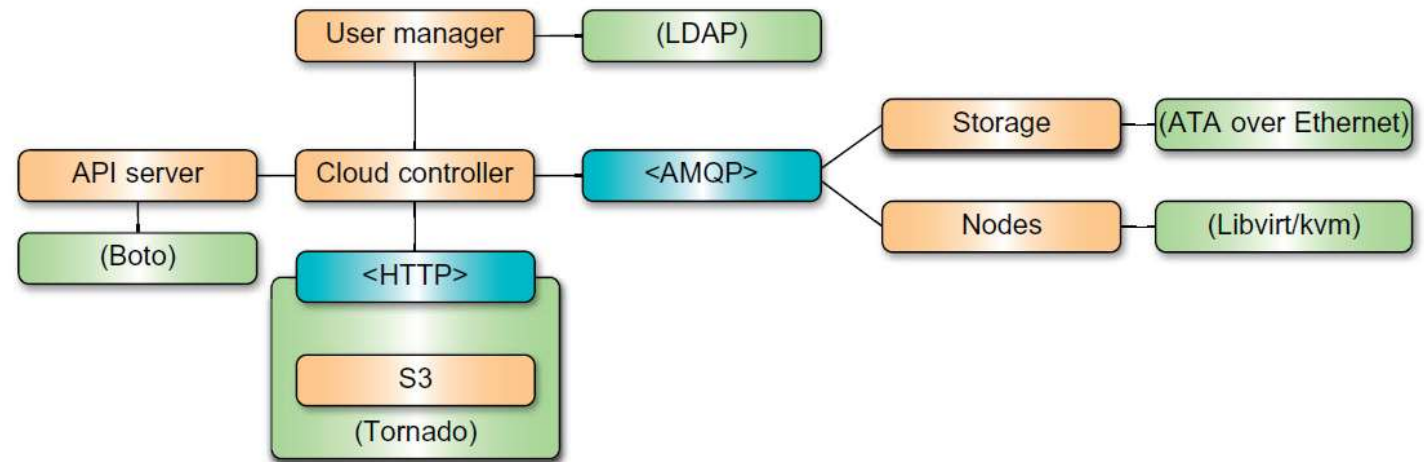 User manager
(LDAP)
Storage
(ATA over Ethernet)
API server
Cloud controller
<AMQP>
Nodes
(Libvirt/kvm)
(Boto)
<HTTP>
S3
(Tornado)